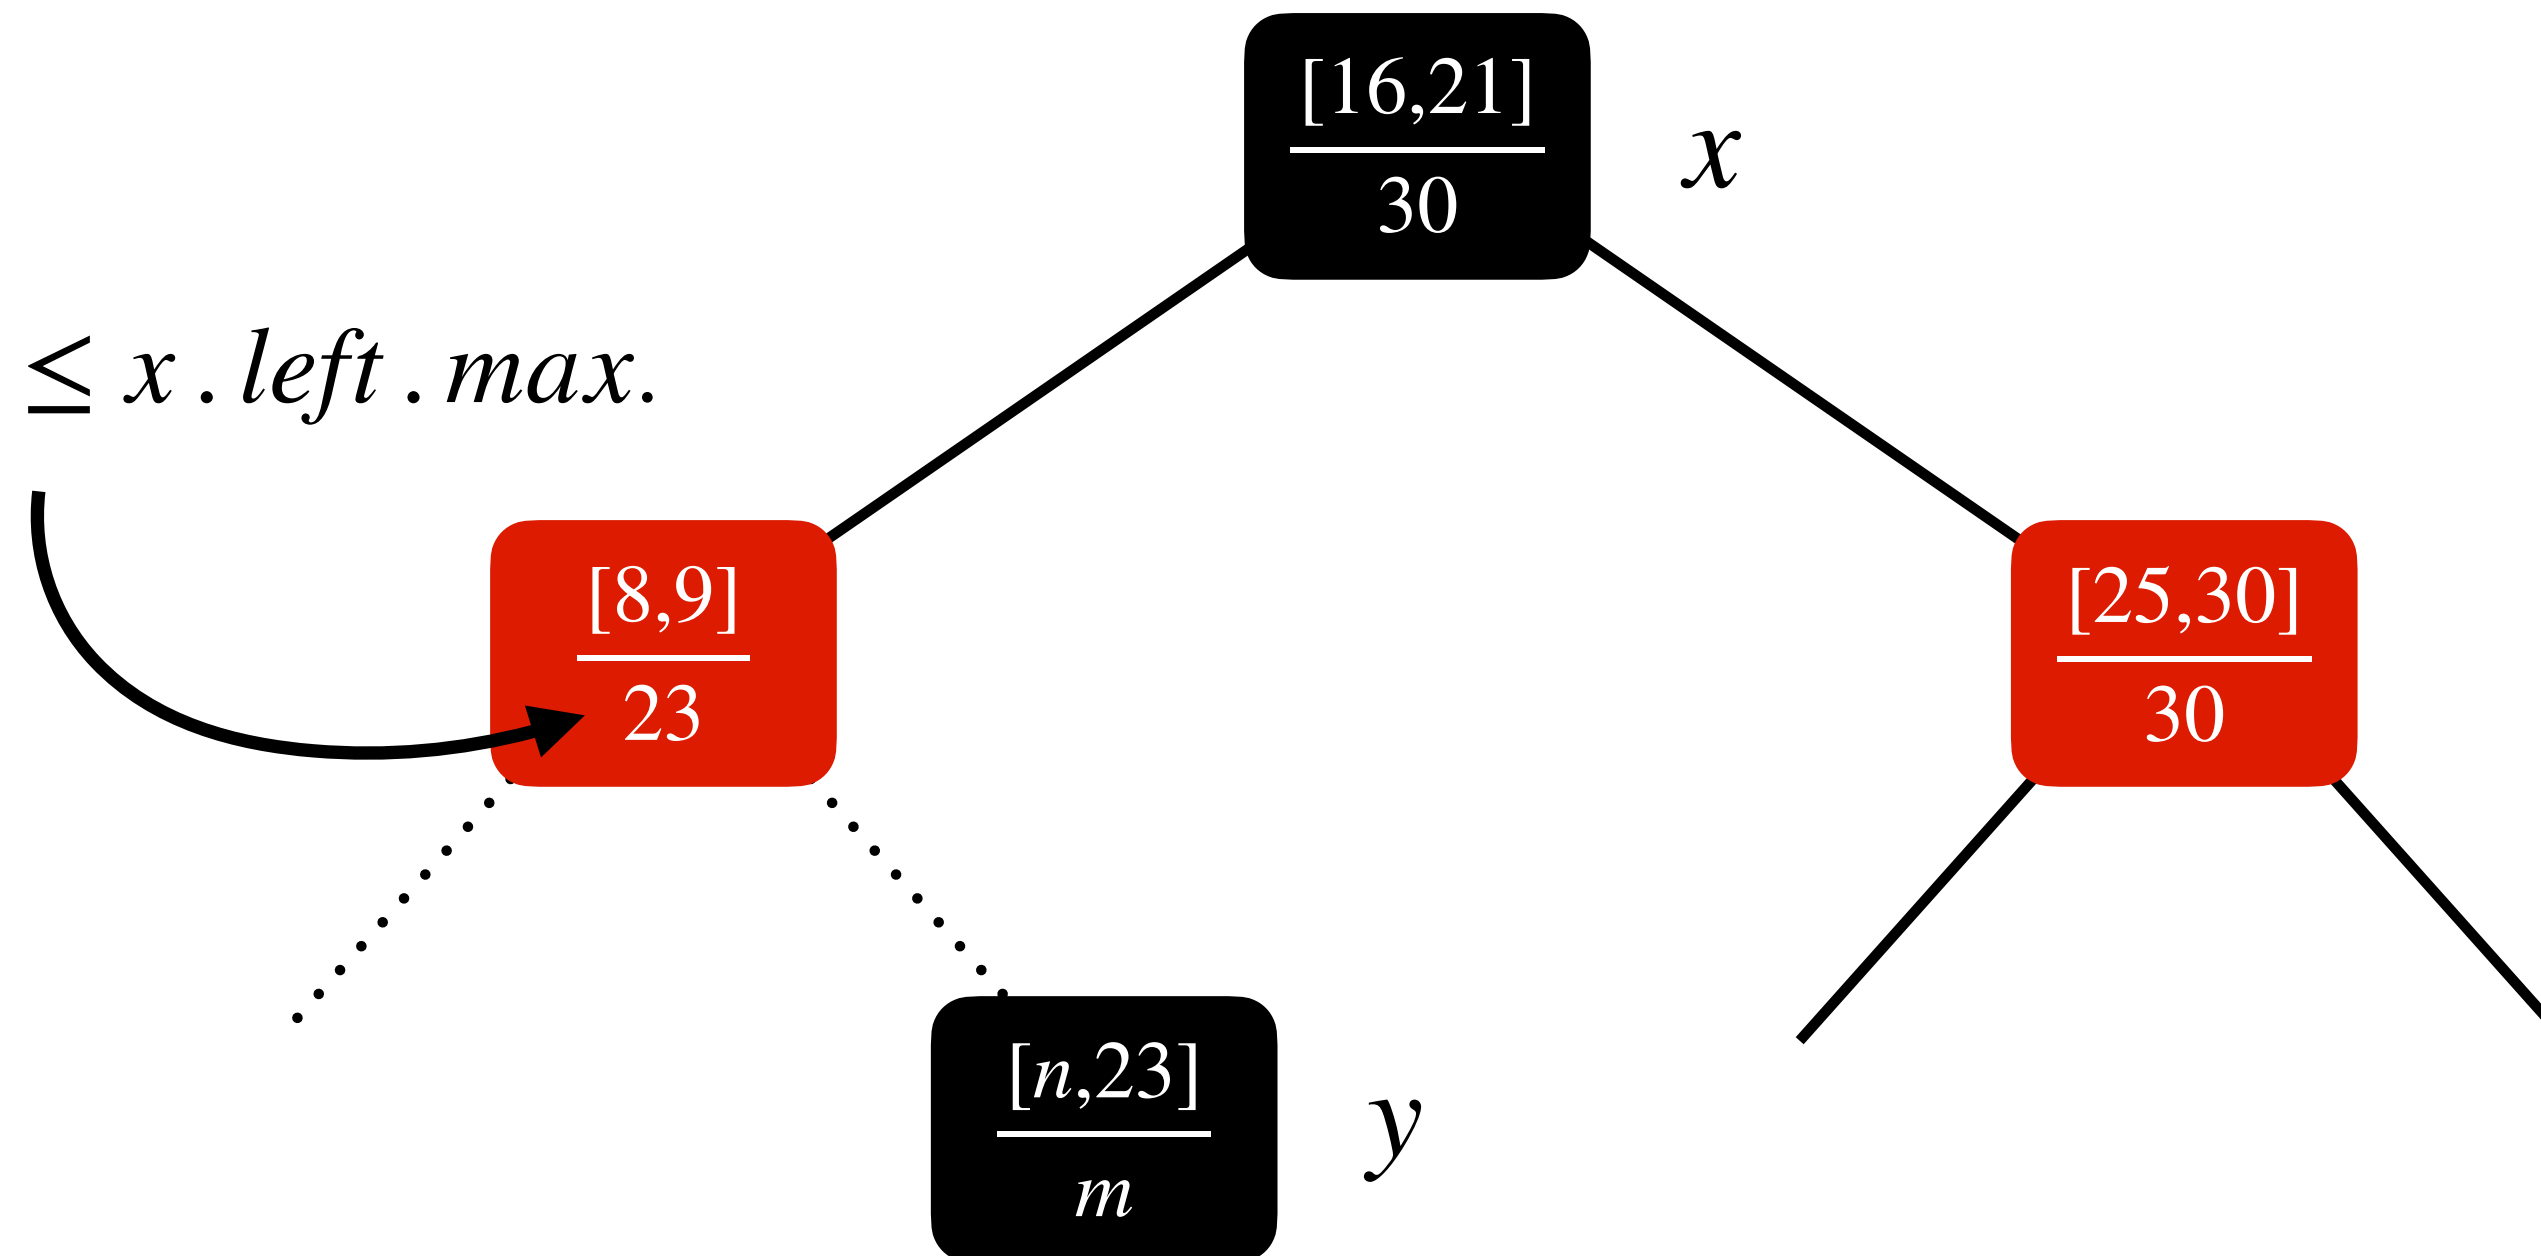 [16,21]
30
x
≤ x . left . max.
[8,9]
23
[25,30]
30
[n,23]
m
y